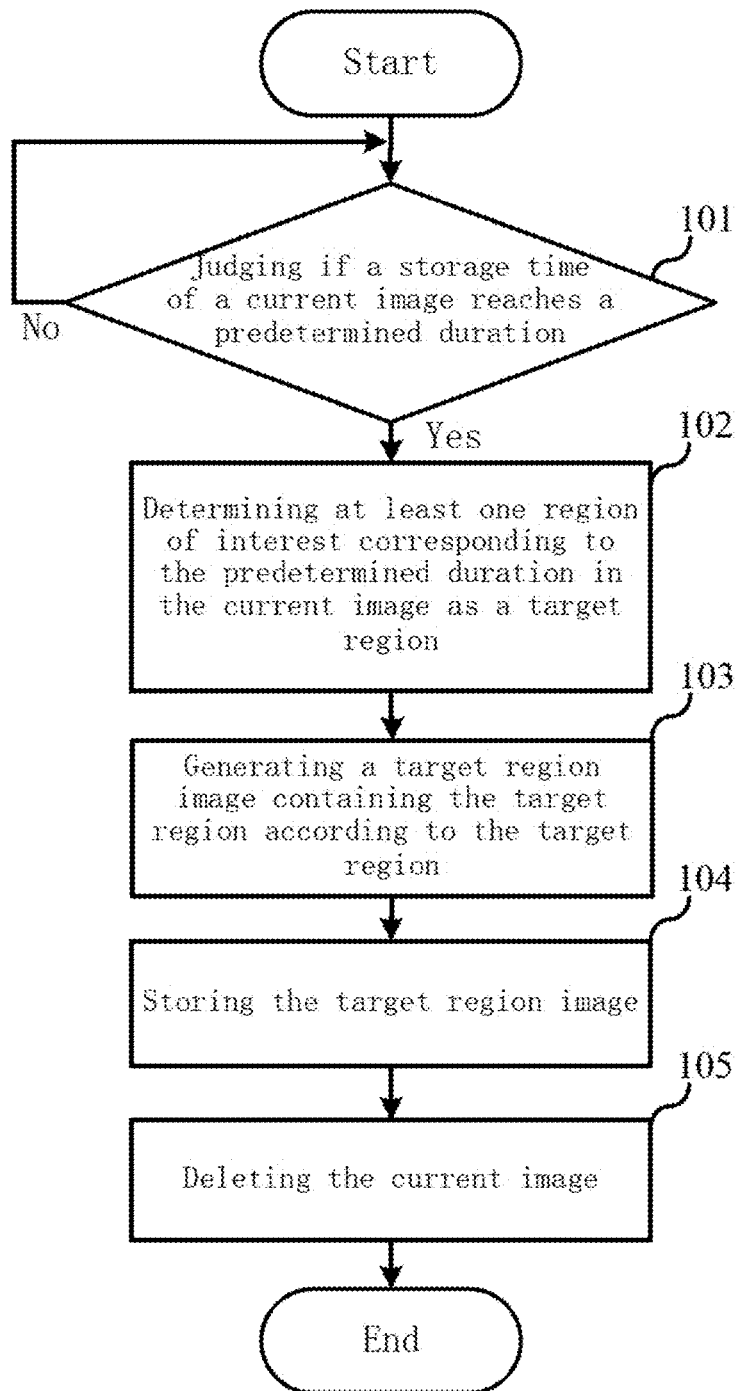 Start
101
Judging if a storage time
of a current image reaches a
predetermined duration
No
Yes
102
Determining at least one region
of interest corresponding to
the predetermined duration in
the current image as a target
region
103
Generating a target region
image containing the target
region according to the target
region
104
Storing the target region image
105
Deleting the current image
End